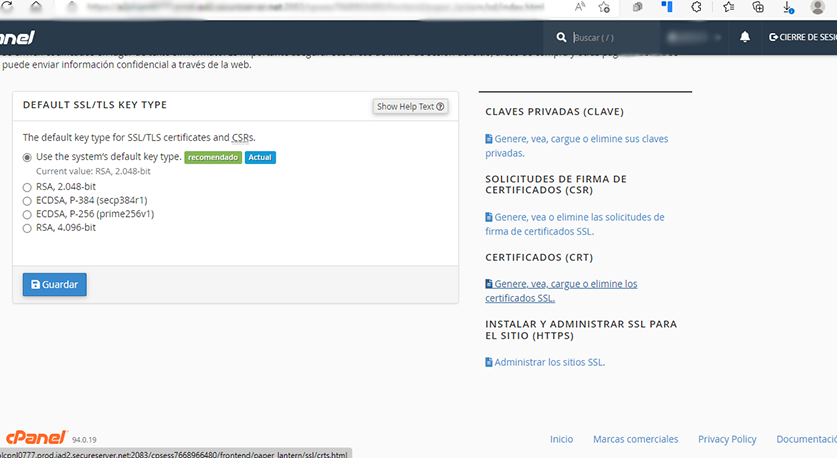 Panel
Buscar ( / )
CIERRE DE SESI
puede enviar información confidencial a través de la web.
DEFAULT SSL/TLS KEY TYPE
Show Help Text
The default key type for SSL/TLS certificates and CSRs.
Use the system's default key type. recomendado Actual
Current value: RSA, 2.048-bit
RSA, 2.048-bit
ECDSA, P-384 (secp384r1)
ECDSA, P-256 (prime256v1)
RSA, 4.096-bit
Guardar
CLAVES PRIVADAS (CLAVE)
Genere, vea, cargue o elimine sus claves
privadas.
SOLICITUDES DE FIRMA DE
CERTIFICADOS (CSR)
Genere, vea o elimine las solicitudes de
firma de certificados SSL.
CERTIFICADOS (CRT)
Genere, vea, cargue o elimine los
certificados SSL.
INSTALAR Y ADMINISTRAR SSL PARA
EL SITIO (HTTPS)
Administrar los sitios SSL.
cPanel 94.0.19
Inicio Marcas comerciales Privacy Policy Documentació
olcpnl0777.prod.iad2.secureserver.net:2083/cpsess7668966480/frontend/paper_lantern/ssl/crts.html